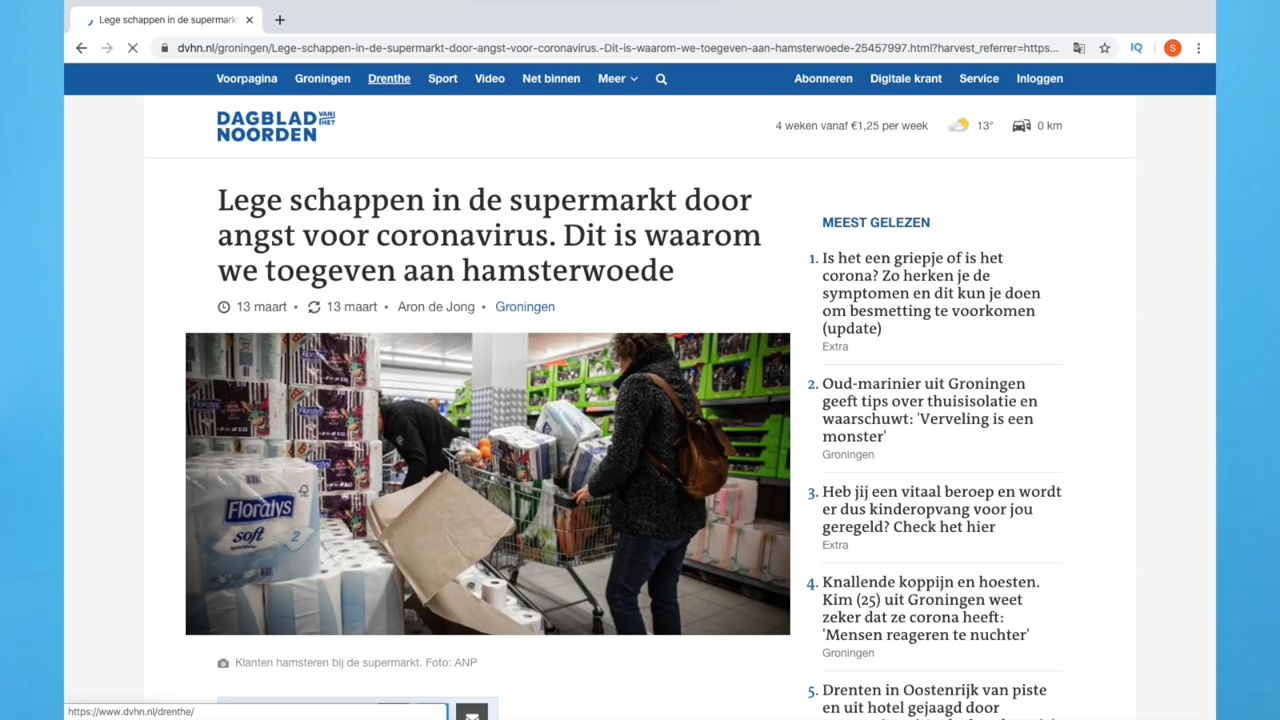 Lege schappen in de supermark
dvhn.nl/groningen/Lege-schappen-in-de-supermarkt-door-angst-voor-coronavirus.-Dit-is-waarom-we-toegeven-aan-hamsterwoede-25457997.html?harvest_referrer=https...
IQ
S
Voorpagina Groningen Drenthe Sport Video Net binnen Meer Abonneren Digitale krant Service Inloggen
DAGBLAD VAN HET
NOORDEN
4 weken vanaf €1,25 per week 13° 0 km
Lege schappen in de supermarkt door
angst voor coronavirus. Dit is waarom
we toegeven aan hamsterwoede
13 maart • 13 maart • Aron de Jong • Groningen
Floralys
soft
2
Klanten hamsteren bij de supermarkt. Foto: ANP
MEEST GELEZEN
1. Is het een griepje of is het
corona? Zo herken je de
symptomen en dit kun je doen
om besmetting te voorkomen
(update)
Extra
2. Oud-marinier uit Groningen
geeft tips over thuisisolatie en
waarschuwt: 'Verveling is een
monster'
Groningen
3. Heb jij een vitaal beroep en wordt
er dus kinderopvang voor jou
geregeld? Check het hier
Extra
4. Knallende koppijn en hoesten.
Kim (25) uit Groningen weet
zeker dat ze corona heeft:
'Mensen reageren te nuchter'
Groningen
5. Drenten in Oostenrijk van piste
en uit hotel gejaagd door
https://www.dvhn.nl/drenthe/